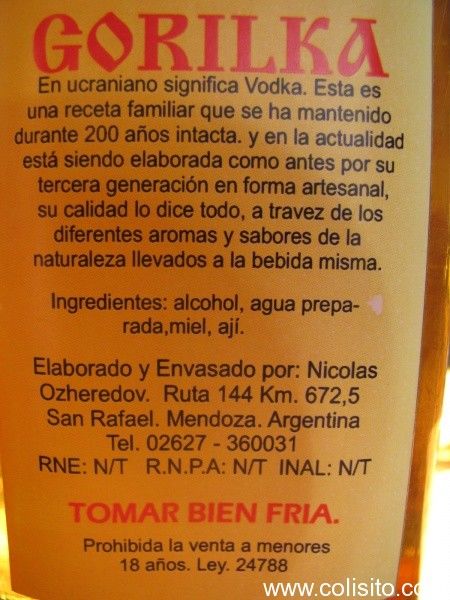 GORILKA
En ucraniano significa Vodka. Esta es
una receta familiar que se ha mantenido
durante 200 años intacta. y en la actualidad
está siendo elaborada como antes por su
tercera generación en forma artesanal,
su calidad lo dice todo, a travez de los
diferentes aromas y sabores de la
naturaleza llevados a la bebida misma.
Ingredientes: alcohol, agua prepa-
rada,miel, ají.
Elaborado y Envasado por: Nicolas
Ozheredov. Ruta 144 Km. 672,5
San Rafael. Mendoza. Argentina
Tel. 02627 - 360031
RNE: N/T R.N.P.A: N/T INAL: N/T
TOMAR BIEN FRIA.
Prohibida la venta a menores
18 años. Ley. 24788
www.colisito.co